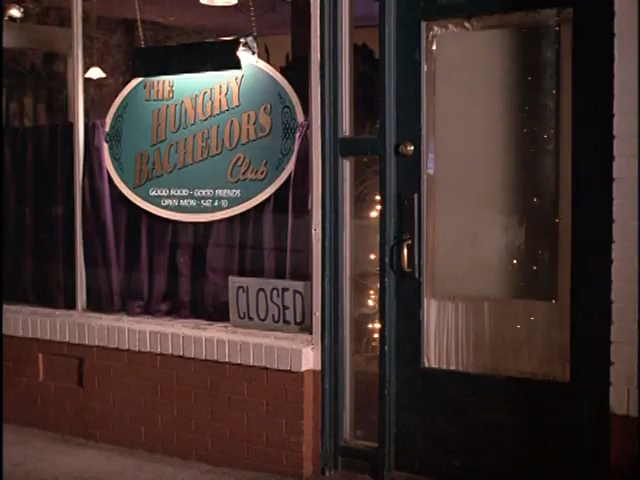 THE
HUNGRY
BACHELORS
Club
GOOD FOOD - GOOD FRIENDS
OPEN MON - SAT 4-10
CLOSED